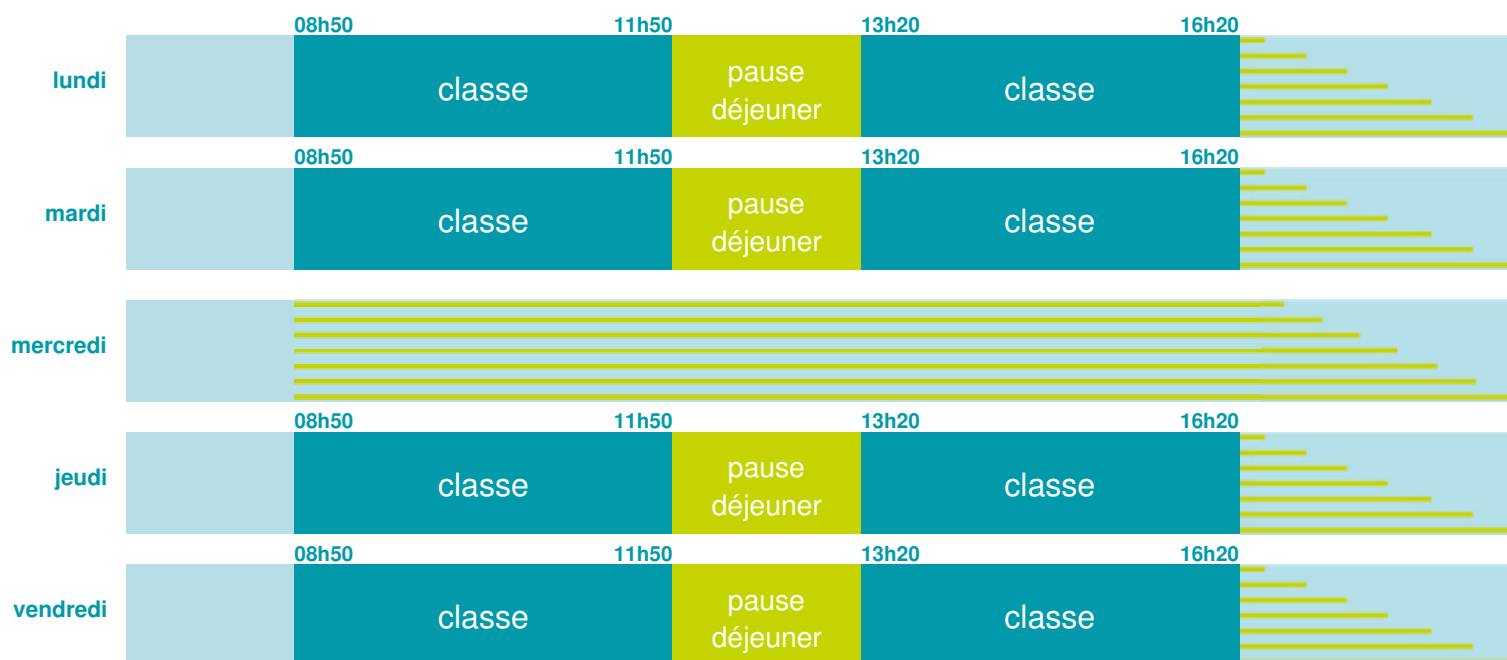 08h50 11h50 13h20 16h20
lundi classe pause déjeuner classe
08h50 11h50 13h20 16h20
mardi classe pause déjeuner classe
mercredi
08h50 11h50 13h20 16h20
jeudi classe pause déjeuner classe
08h50 11h50 13h20 16h20
vendredi classe pause déjeuner classe